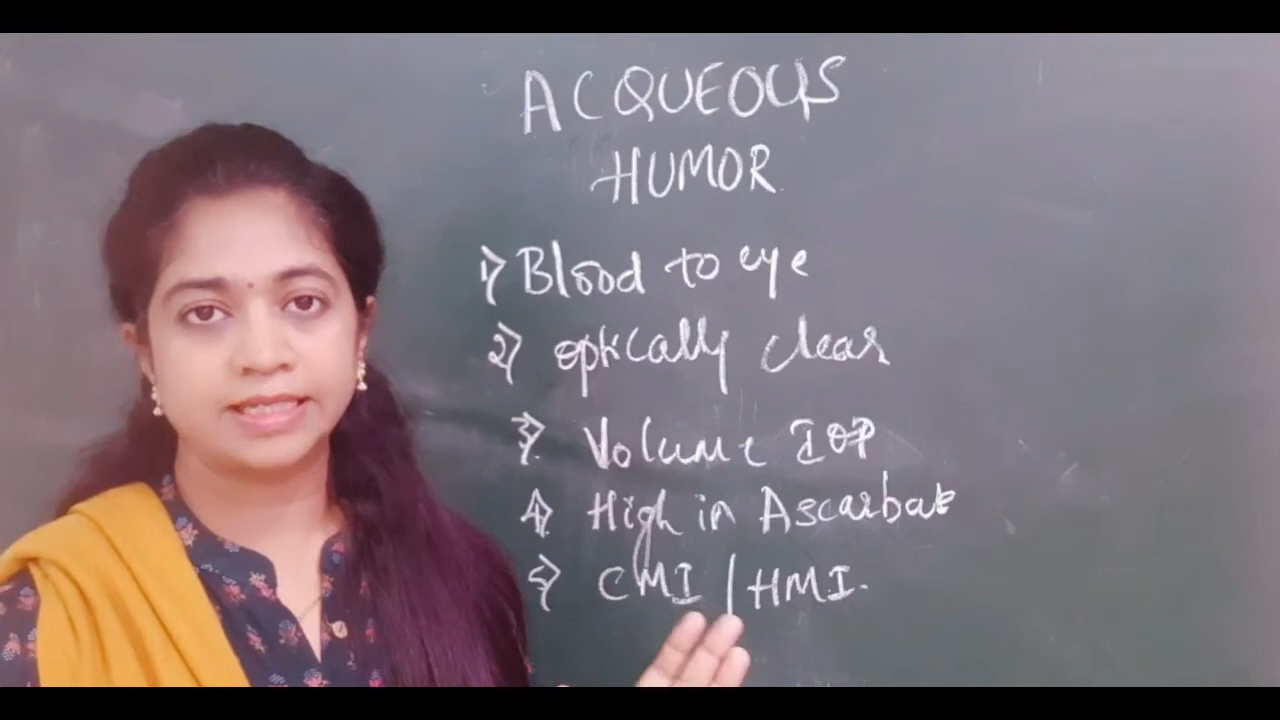 ACQUEOUS
HUMOR
1) Blood to eye
2) optically clear
3) Volume IOP
4) High in Ascarbate
5) CMI / HMI.